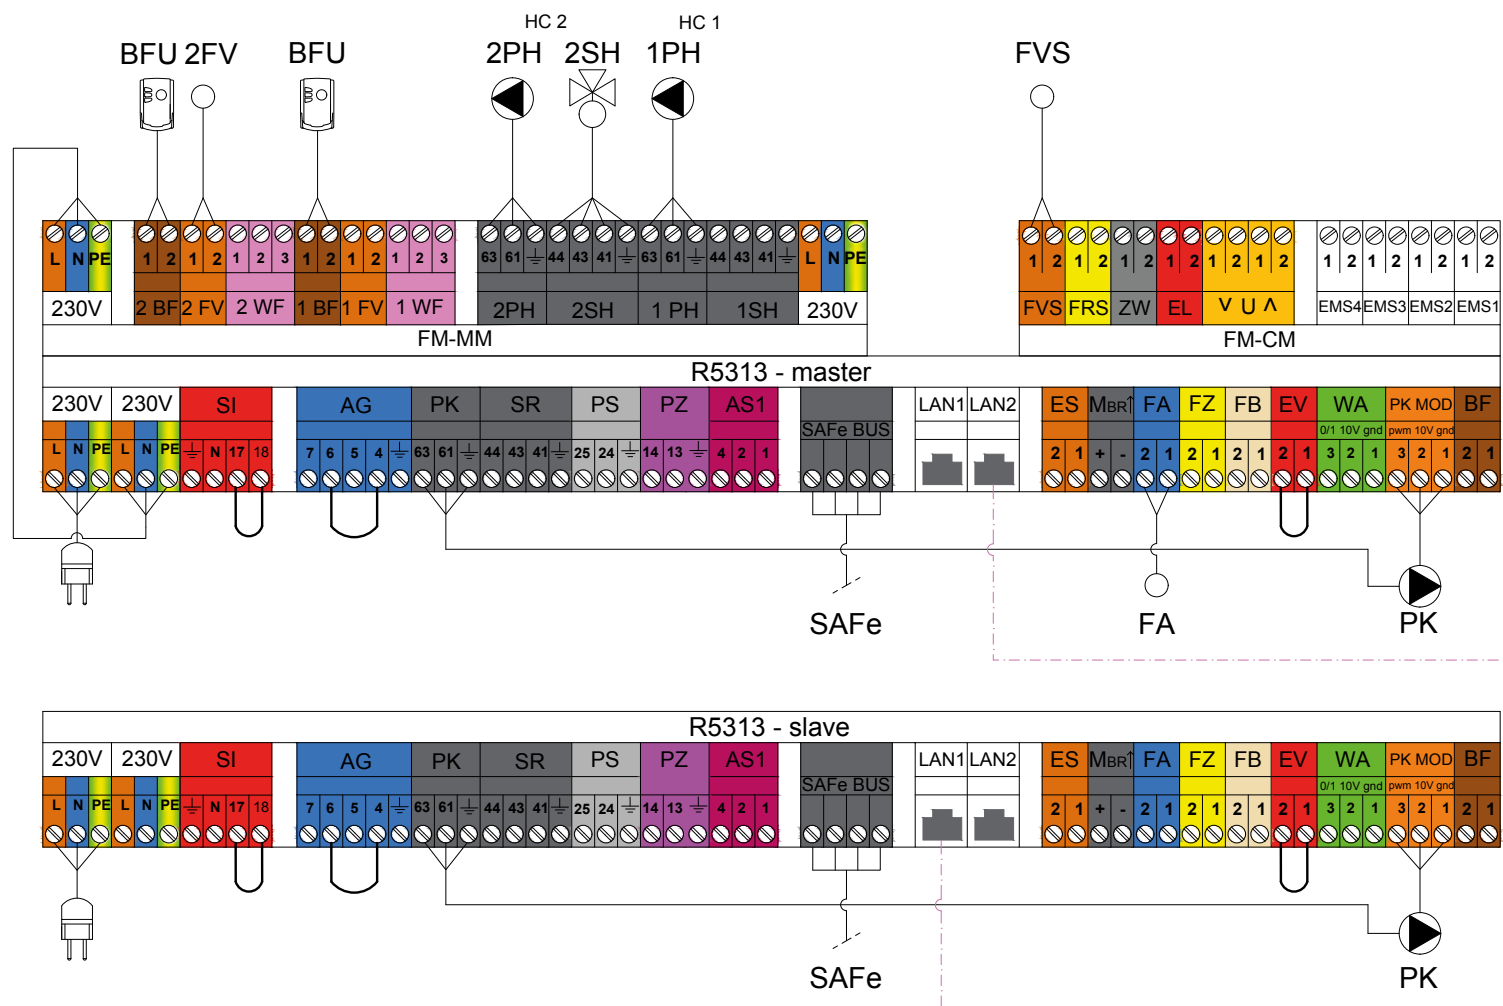 HC 2 HC 1
BFU 2FV BFU 2PH 2SH 1PH FVS
L N PE 1 2 1 2 1 2 3 1 2 1 2 1 2 3 63 61 44 43 41 63 61 44 43 41 L N PE 1 2 1 2 1 2 1 2 1 2 1 2 1 2 1 2 1 2 1 2
230V 2 BF 2 FV 2 WF 1 BF 1 FV 1 WF 2PH 2SH 1 PH 1SH 230V FVS FRS ZW EL V U Λ EMS4 EMS3 EMS2 EMS1
FM-MM FM-CM
R5313 - master
230V 230V SI AG PK SR PS PZ AS1 LAN1 LAN2 ES MBR↑ FA FZ FB EV WA PK MOD BF
SAFe BUS 0/1 10V gnd pwm 10V gnd
L N PE L N PE N 17 18 7 6 5 4 63 61 44 43 41 25 24 14 13 4 2 1 2 1 + - 2 1 2 1 2 1 2 1 3 2 1 3 2 1 2 1
SAFe FA PK
R5313 - slave
230V 230V SI AG PK SR PS PZ AS1 LAN1 LAN2 ES MBR↑ FA FZ FB EV WA PK MOD BF
SAFe BUS 0/1 10V gnd pwm 10V gnd
L N PE L N PE N 17 18 7 6 5 4 63 61 44 43 41 25 24 14 13 4 2 1 2 1 + - 2 1 2 1 2 1 2 1 3 2 1 3 2 1 2 1
SAFe PK